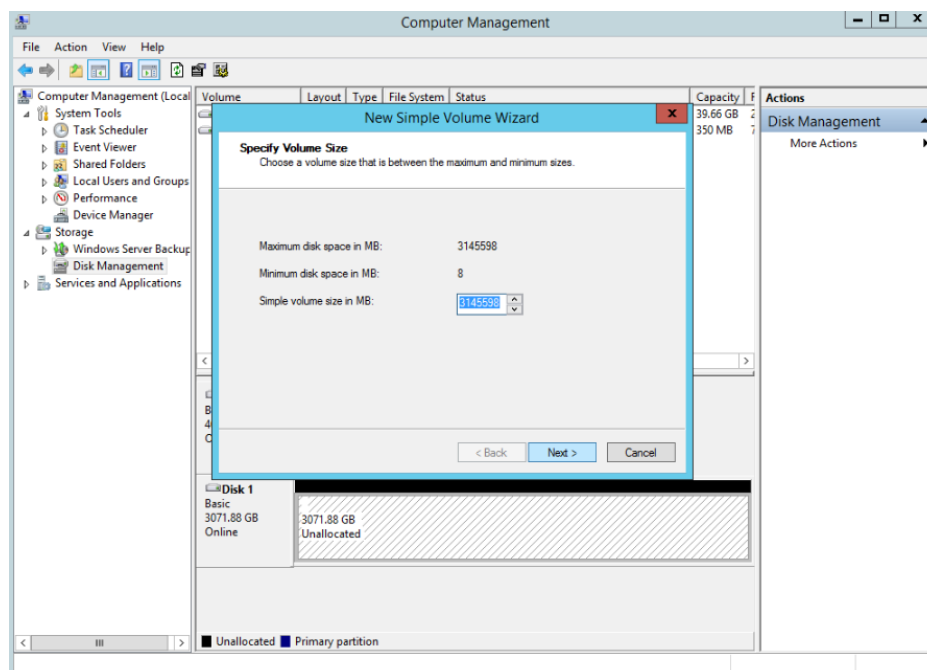 Computer Management
File Action View Help
Computer Management (Local
System Tools
Task Scheduler
Event Viewer
Shared Folders
Local Users and Groups
Performance
Device Manager
Storage
Windows Server Backup
Disk Management
Services and Applications
Volume Layout Type File System Status Capacity F
39.66 GB 2
350 MB 7
New Simple Volume Wizard
Specify Volume Size
Choose a volume size that is between the maximum and minimum sizes.
Maximum disk space in MB: 3145598
Minimum disk space in MB: 8
Simple volume size in MB: 3145598
< Back Next > Cancel
B
4
Disk 1
Basic
3071.88 GB
Online
3071.88 GB
Unallocated
Unallocated Primary partition
Actions
Disk Management
More Actions